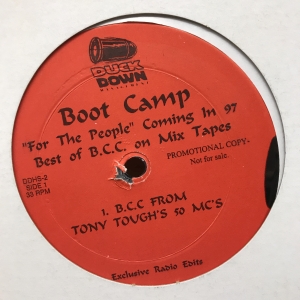 DUCK
DOWN
MANAGEMENT
Boot Camp
"For The People" Coming In 97
Best of B.C.C. on Mix Tapes
DDHS-2
SIDE 1
33 RPM
PROMOTIONAL COPY-
Not for sale.
1. B.C.C FROM
TONY TOUGH'S 50 MC'S
Exclusive Radio Edits